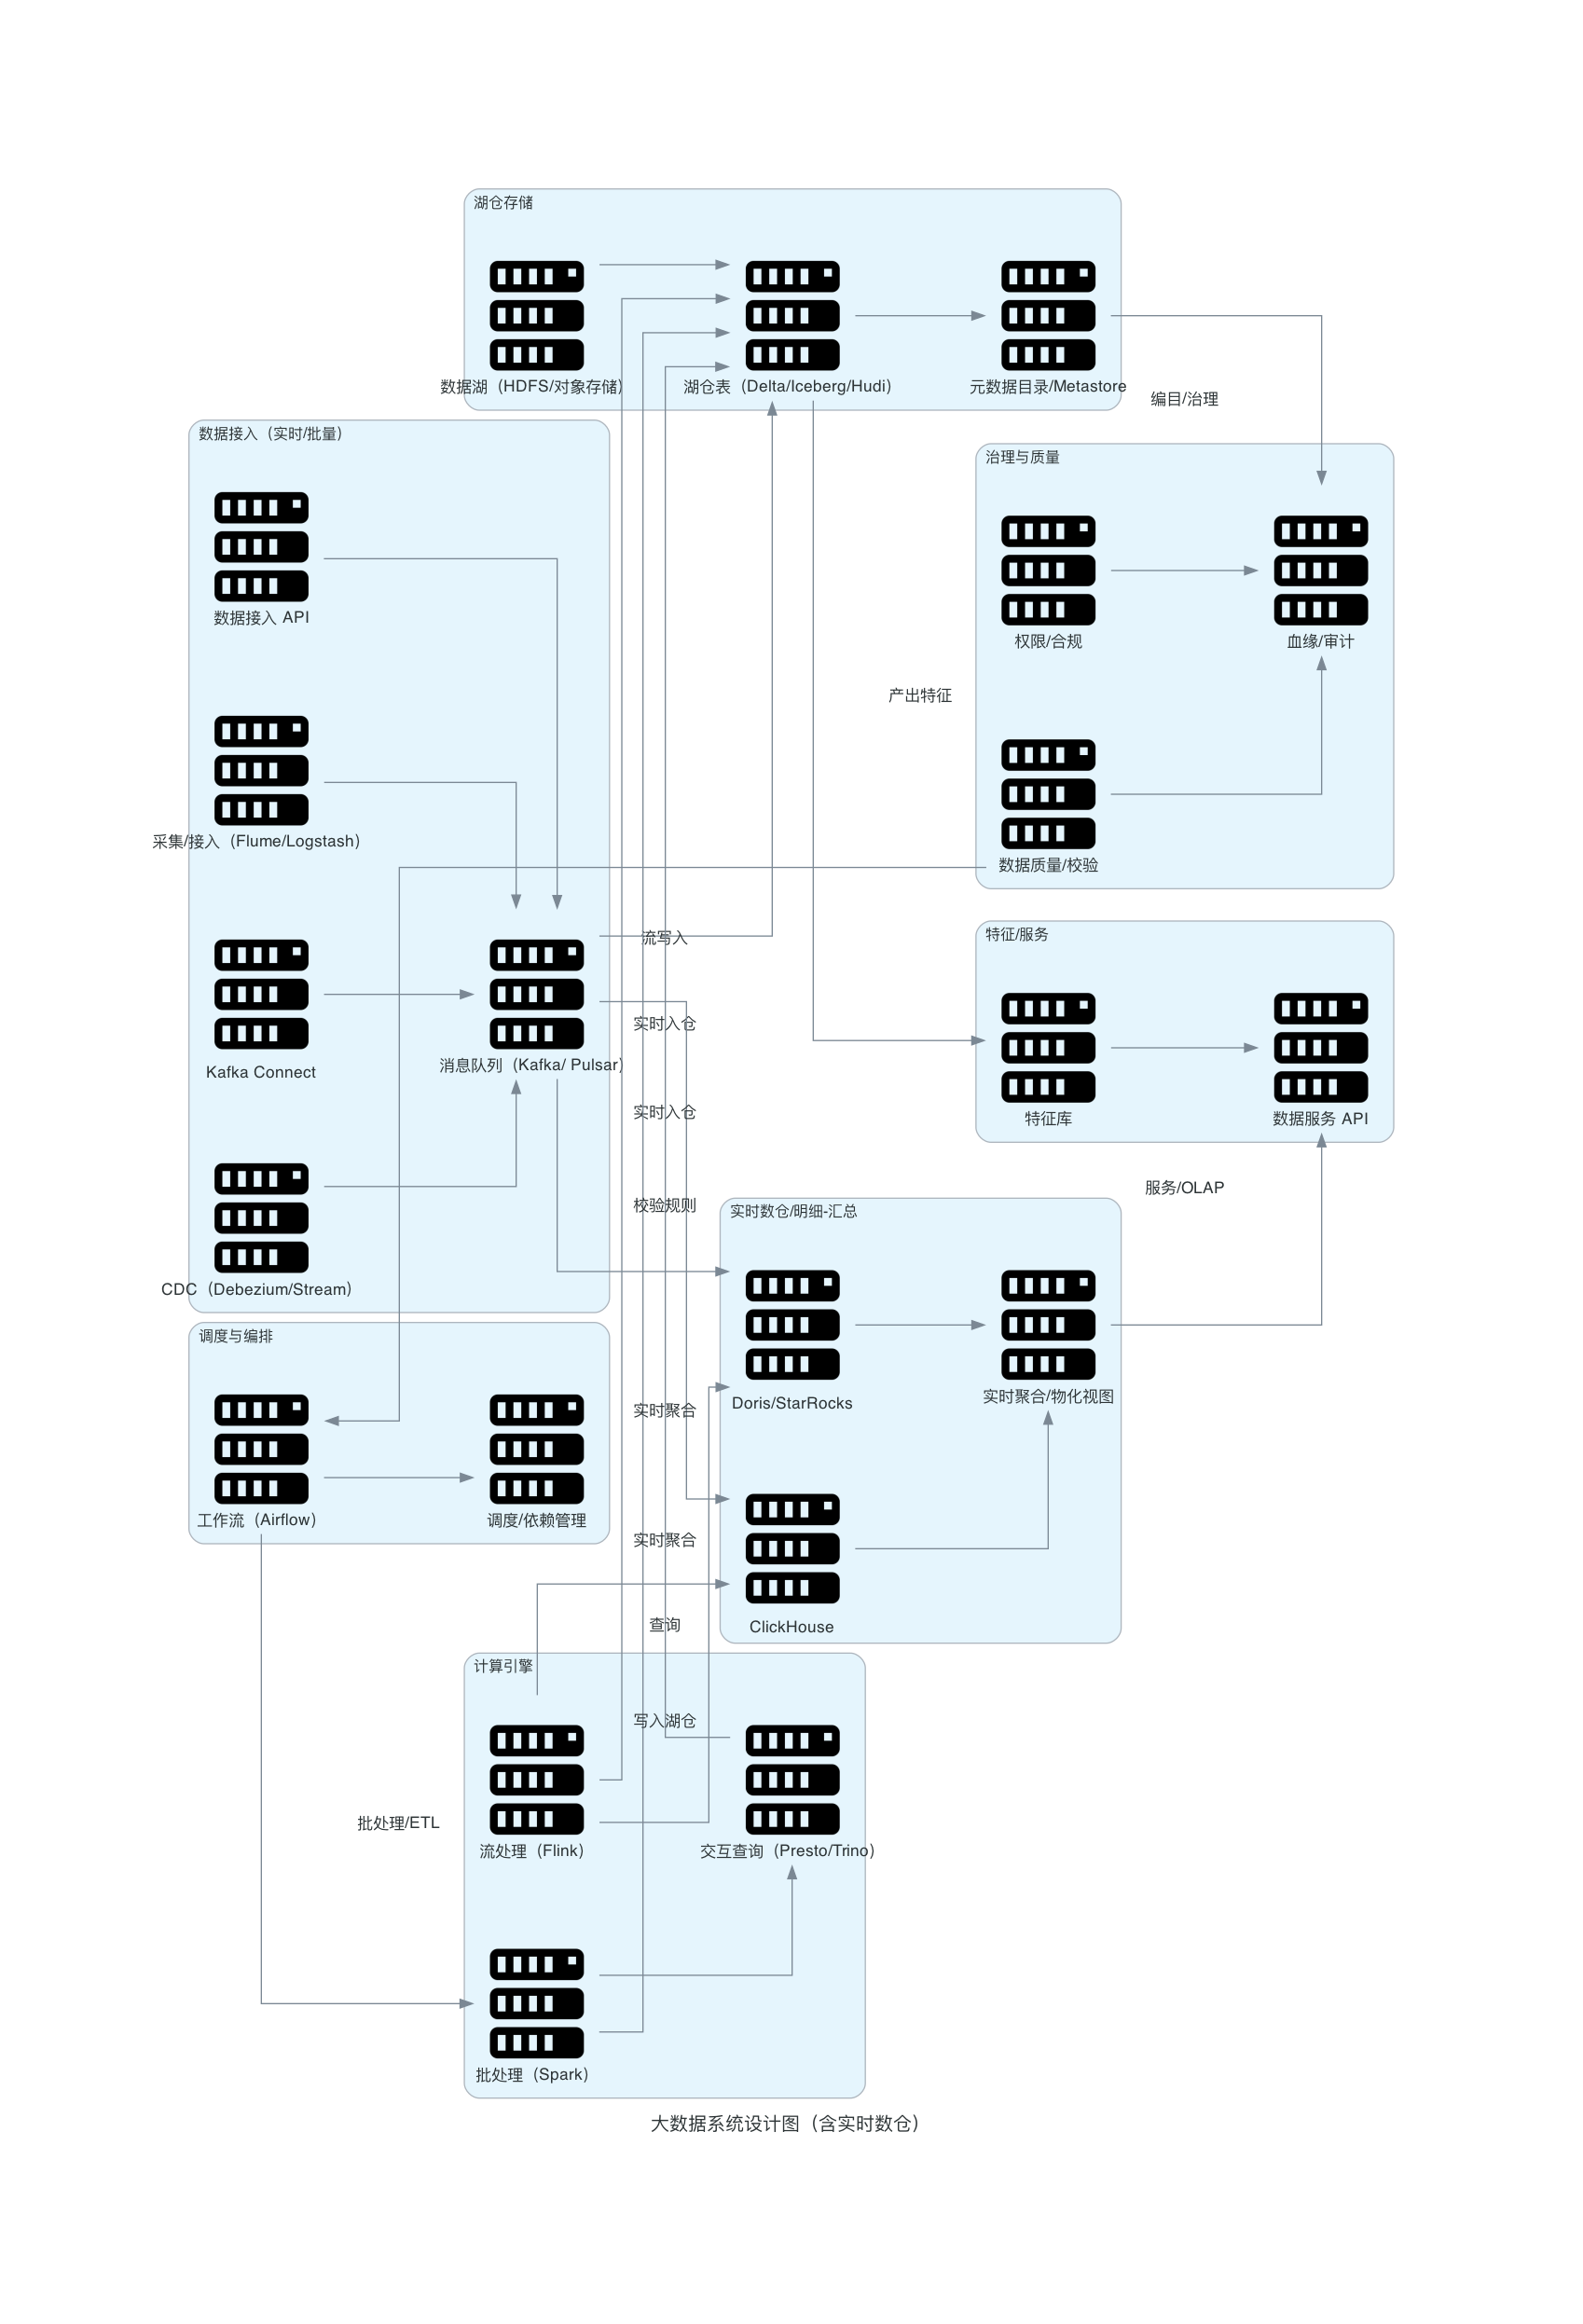 湖仓存储
数据湖（HDFS/对象存储）
湖仓表（Delta/Iceberg/Hudi）
元数据目录/Metastore
编目/治理
数据接入（实时/批量）
数据接入 API
采集/接入（Flume/Logstash）
Kafka Connect
消息队列（Kafka/ Pulsar）
CDC（Debezium/Stream）
治理与质量
权限/合规
血缘/审计
产出特征
数据质量/校验
流写入
实时入仓
实时入仓
校验规则
实时聚合
实时聚合
查询
写入湖仓
特征/服务
特征库
数据服务 API
服务/OLAP
实时数仓/明细-汇总
Doris/StarRocks
实时聚合/物化视图
ClickHouse
调度与编排
工作流（Airflow）
调度/依赖管理
批处理/ETL
计算引擎
流处理（Flink）
交互查询（Presto/Trino）
批处理（Spark）
大数据系统设计图（含实时数仓）